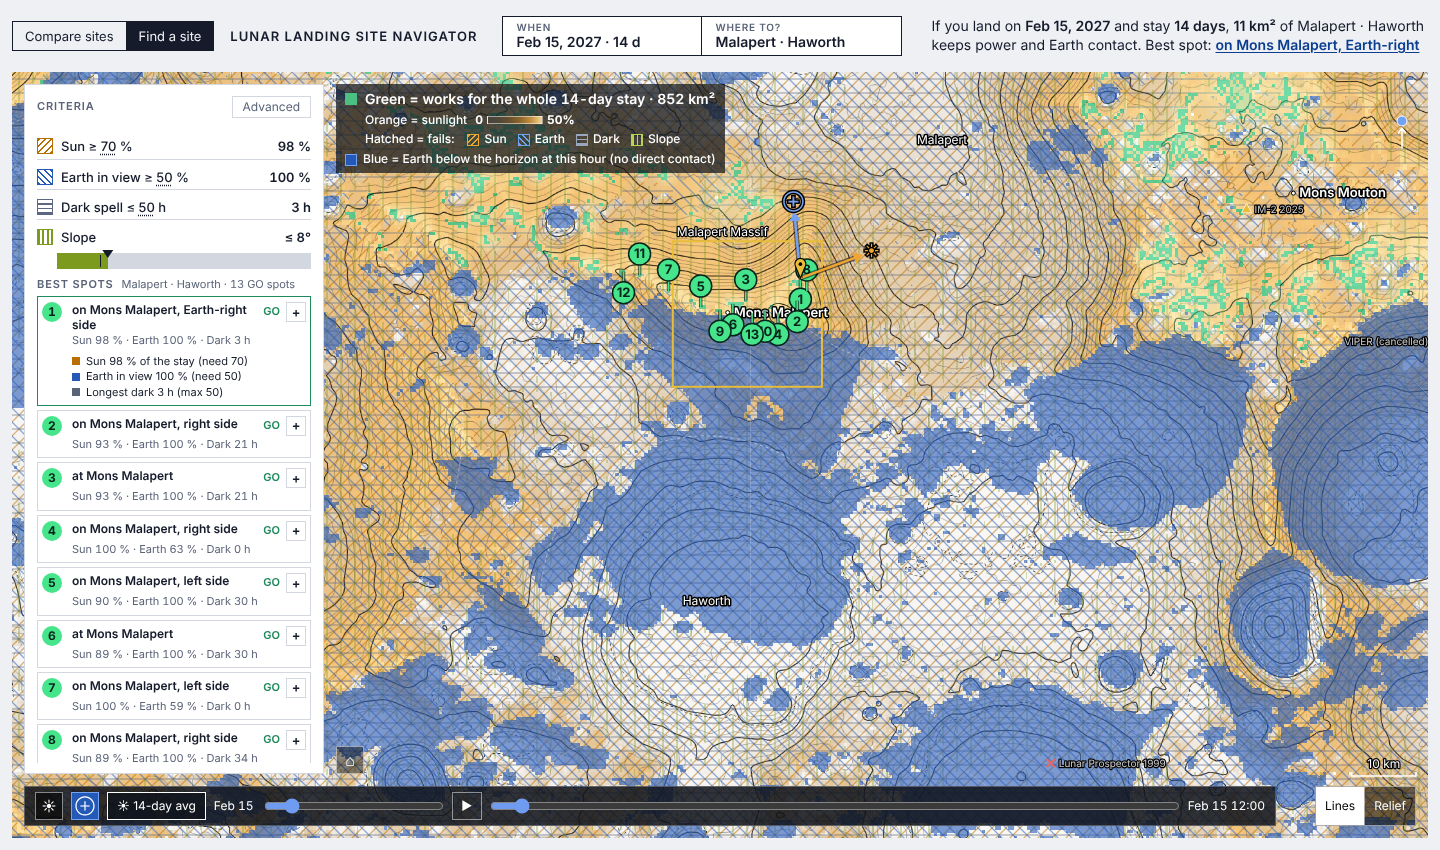 Compare sites
Find a site
LUNAR LANDING SITE NAVIGATOR
WHEN
Feb 15, 2027 · 14 d
WHERE TO?
Malapert · Haworth
If you land on Feb 15, 2027 and stay 14 days, 11 km² of Malapert · Haworth
keeps power and Earth contact. Best spot: on Mons Malapert, Earth-right
CRITERIA
Advanced
Sun ≥ 70 %
98 %
Earth in view ≥ 50 %
100 %
Dark spell ≤ 50 h
3 h
Slope
≤ 8°
BEST SPOTS Malapert · Haworth · 13 GO spots
1
on Mons Malapert, Earth-right
side
GO
+
Sun 98 % · Earth 100 % · Dark 3 h
Sun 98 % of the stay (need 70)
Earth in view 100 % (need 50)
Longest dark 3 h (max 50)
2
on Mons Malapert, right side
GO
+
Sun 93 % · Earth 100 % · Dark 21 h
3
at Mons Malapert
GO
+
Sun 93 % · Earth 100 % · Dark 21 h
4
on Mons Malapert, right side
GO
+
Sun 100 % · Earth 63 % · Dark 0 h
5
on Mons Malapert, left side
GO
+
Sun 90 % · Earth 100 % · Dark 30 h
6
at Mons Malapert
GO
+
Sun 89 % · Earth 100 % · Dark 30 h
7
on Mons Malapert, left side
GO
+
Sun 100 % · Earth 59 % · Dark 0 h
8
on Mons Malapert, right side
GO
+
Sun 89 % · Earth 100 % · Dark 34 h
Green = works for the whole 14-day stay · 852 km²
Orange = sunlight 0 50%
Hatched = fails: Sun Earth Dark Slope
Blue = Earth below the horizon at this hour (no direct contact)
Malapert
Mons Mouton
IM-2 2025
Malapert Massif
11
7
5
3
8
12
1
Mons Malapert
2
9
6
13
4
VIPER (cancelled)
Haworth
Lunar Prospector 1999
10 km
14-day avg
Feb 15
Feb 15 12:00
Lines
Relief